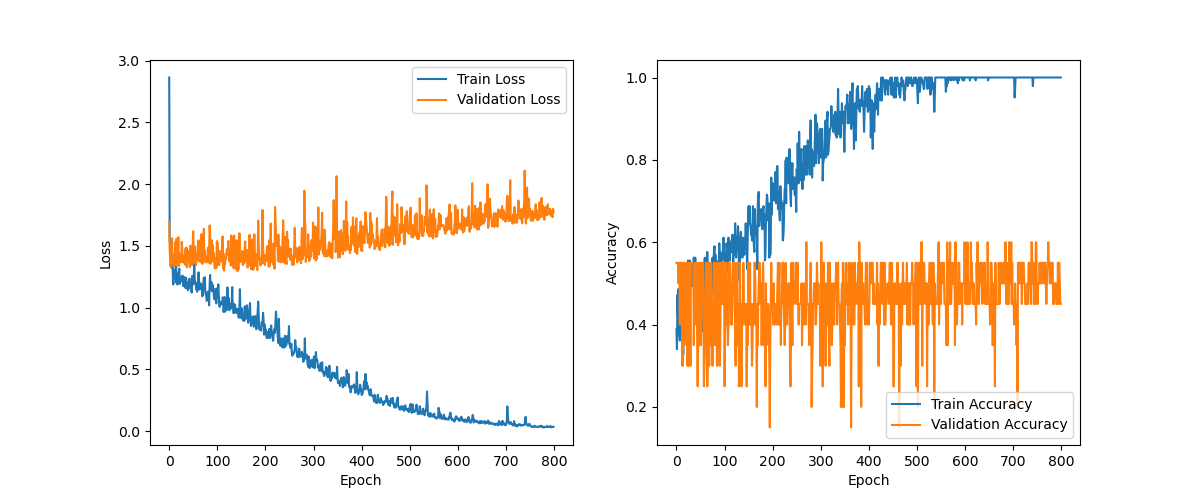 3.0
2.5
2.0
1.5
1.0
0.5
0.0
Loss
0 100 200 300 400 500 600 700 800
Epoch
Train Loss
Validation Loss
1.0
0.8
0.6
0.4
0.2
Accuracy
0 100 200 300 400 500 600 700 800
Epoch
Train Accuracy
Validation Accuracy